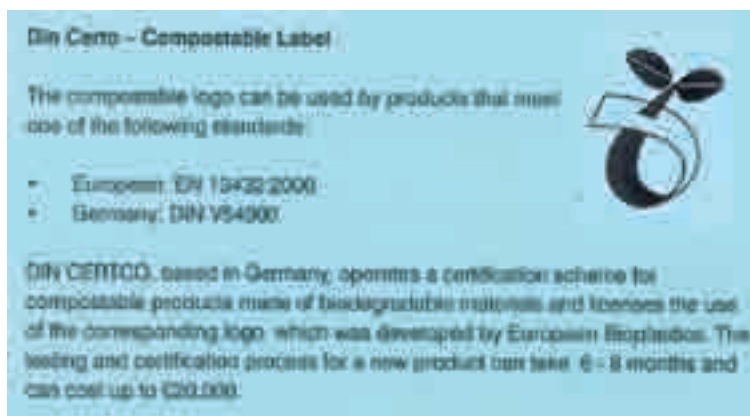 Din Certo – Compostable Label
The compostable logo can be used by products that meet
one of the following standards:
- European: EN 13432:2000
- Germany: DIN V54900
DIN CERTCO, based in Germany, operates a certification scheme for
compostable products made of biodegradable materials and licenses the use
of the corresponding logo, which was developed by European Bioplastics. The
testing and certification process for a new product can take 6 - 8 months and
can cost up to €20,000.